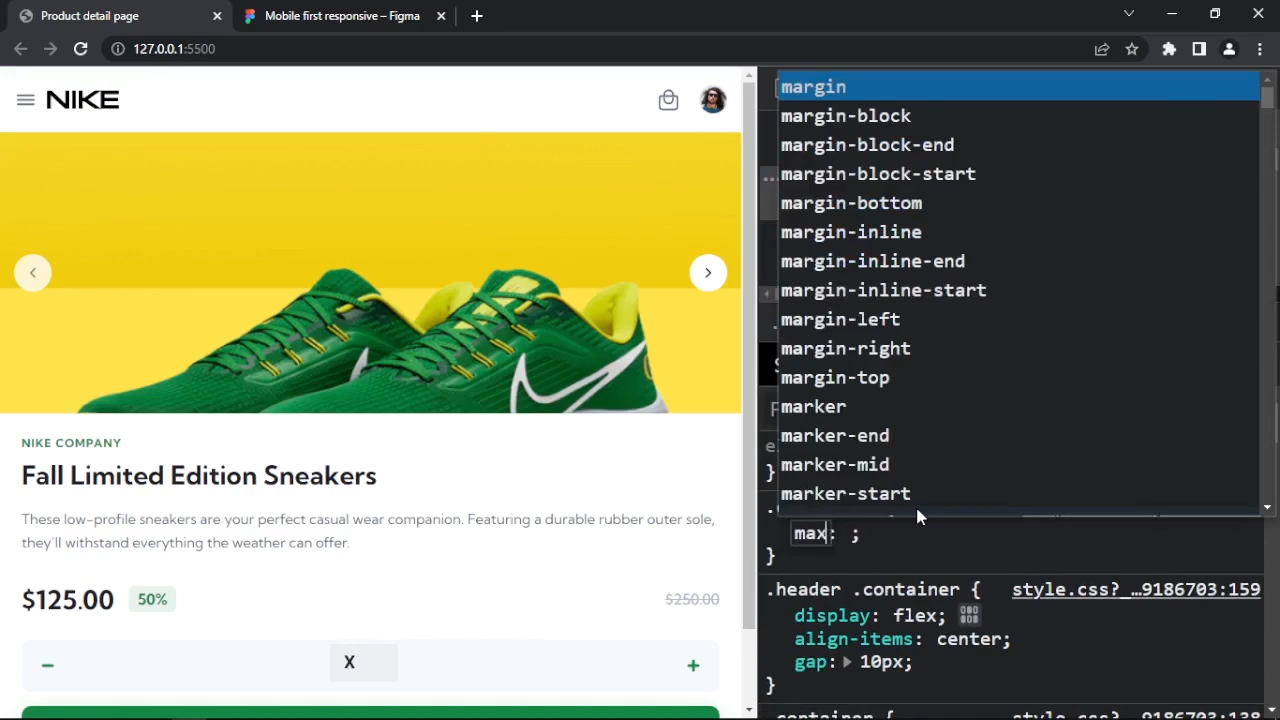 Product detail page
Mobile first responsive – Figma
127.0.0.1:5500
NIKE
NIKE COMPANY
Fall Limited Edition Sneakers
These low-profile sneakers are your perfect casual wear companion. Featuring a durable rubber outer sole,
they'll withstand everything the weather can offer.
$125.00 50% $250.00
− X +
margin
margin-block
margin-block-end
margin-block-start
margin-bottom
margin-inline
margin-inline-end
margin-inline-start
margin-left
margin-right
margin-top
marker
marker-end
marker-mid
marker-start
max: ;
}
.header .container { style.css?_…9186703:159
display: flex;
align-items: center;
gap: 10px;
}